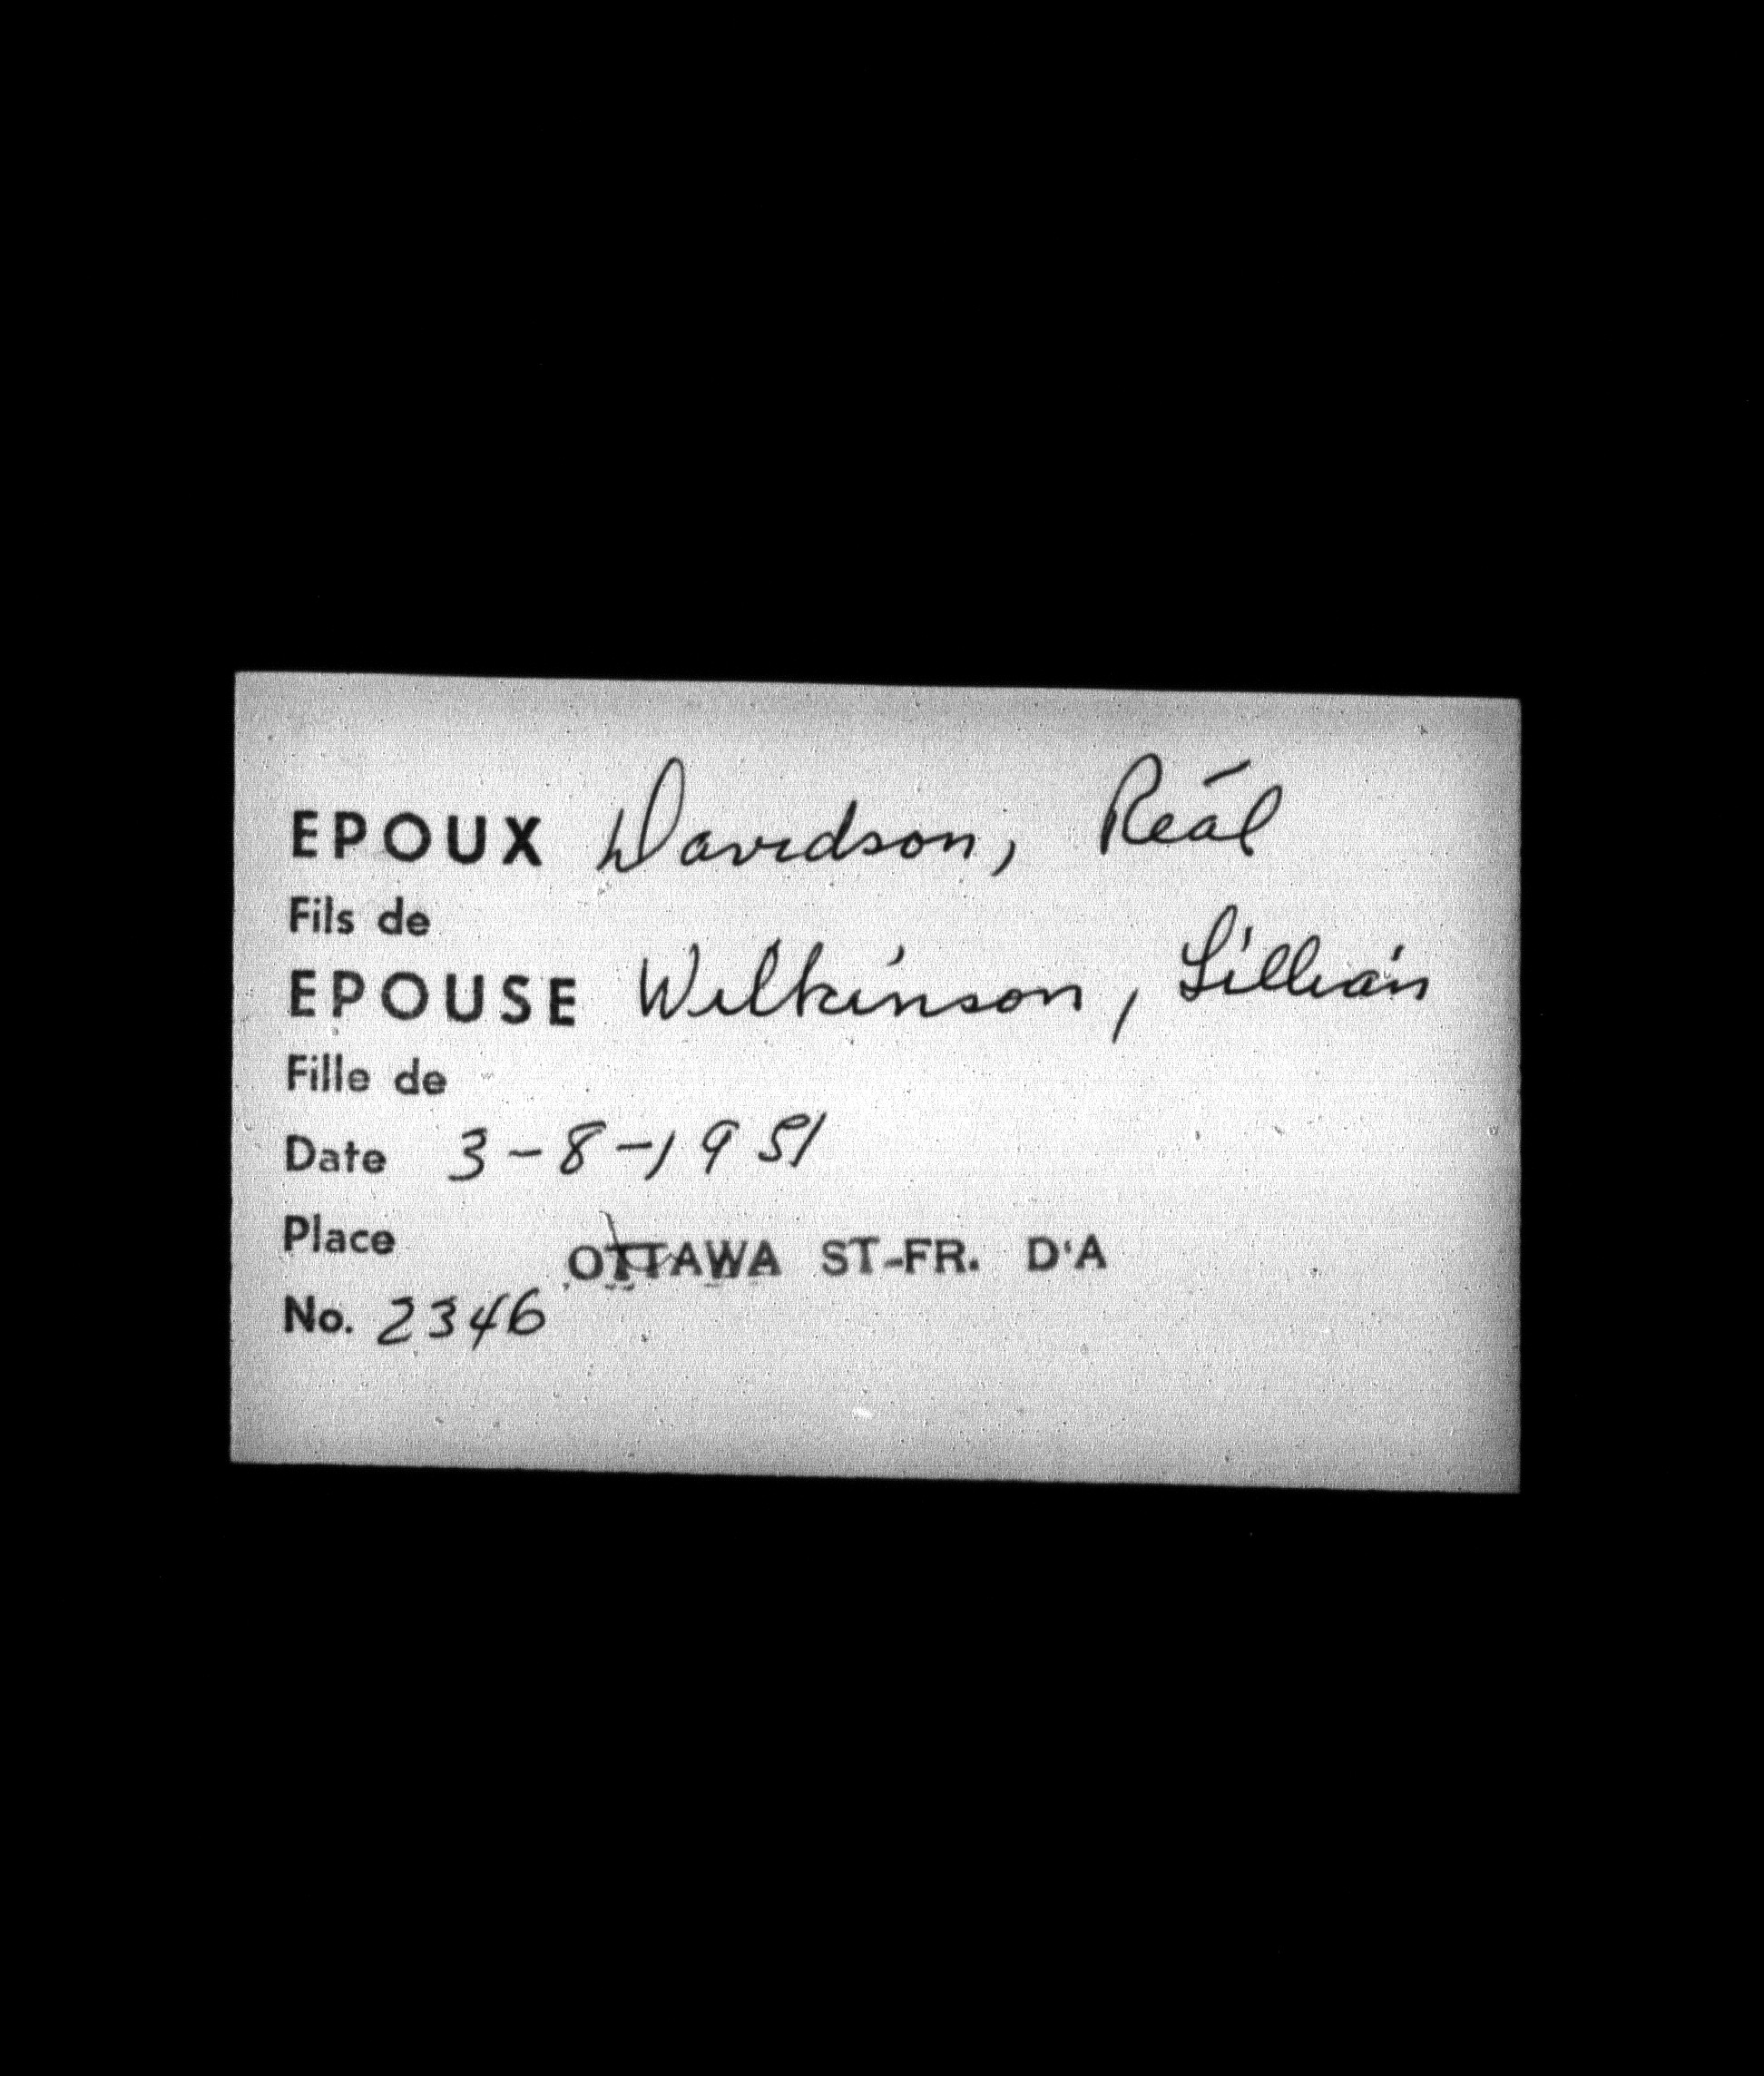 EPOUX Davidson, Reál
Fils de
EPOUSE Wilkinson, Lillian
Fille de
Date 3-8-1951
Place OTTAWA ST-FR. D'A
No. 2346